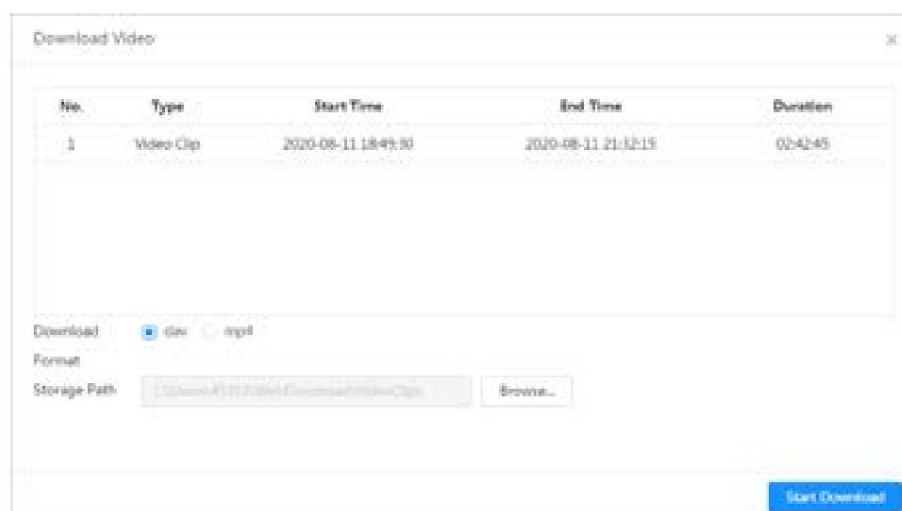 Download Video
No. Type Start Time End Time Duration
1 Video Clip 2020-08-11 18:49:30 2020-08-11 21:32:15 02:42:45
Download dav mp4
Format
Storage Path Browse...
Start Download